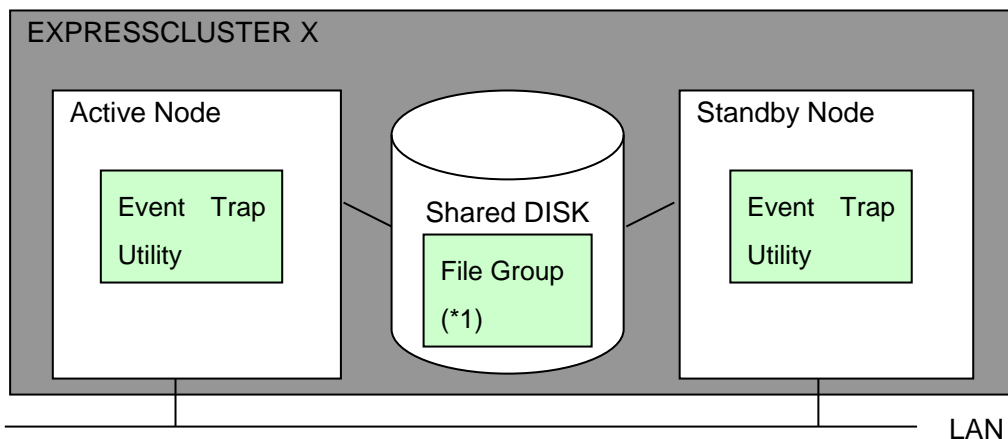 EXPRESSCLUSTER X
Active Node
Event Trap
Utility
Shared DISK
File Group
(*1)
Standby Node
Event Trap
Utility
LAN